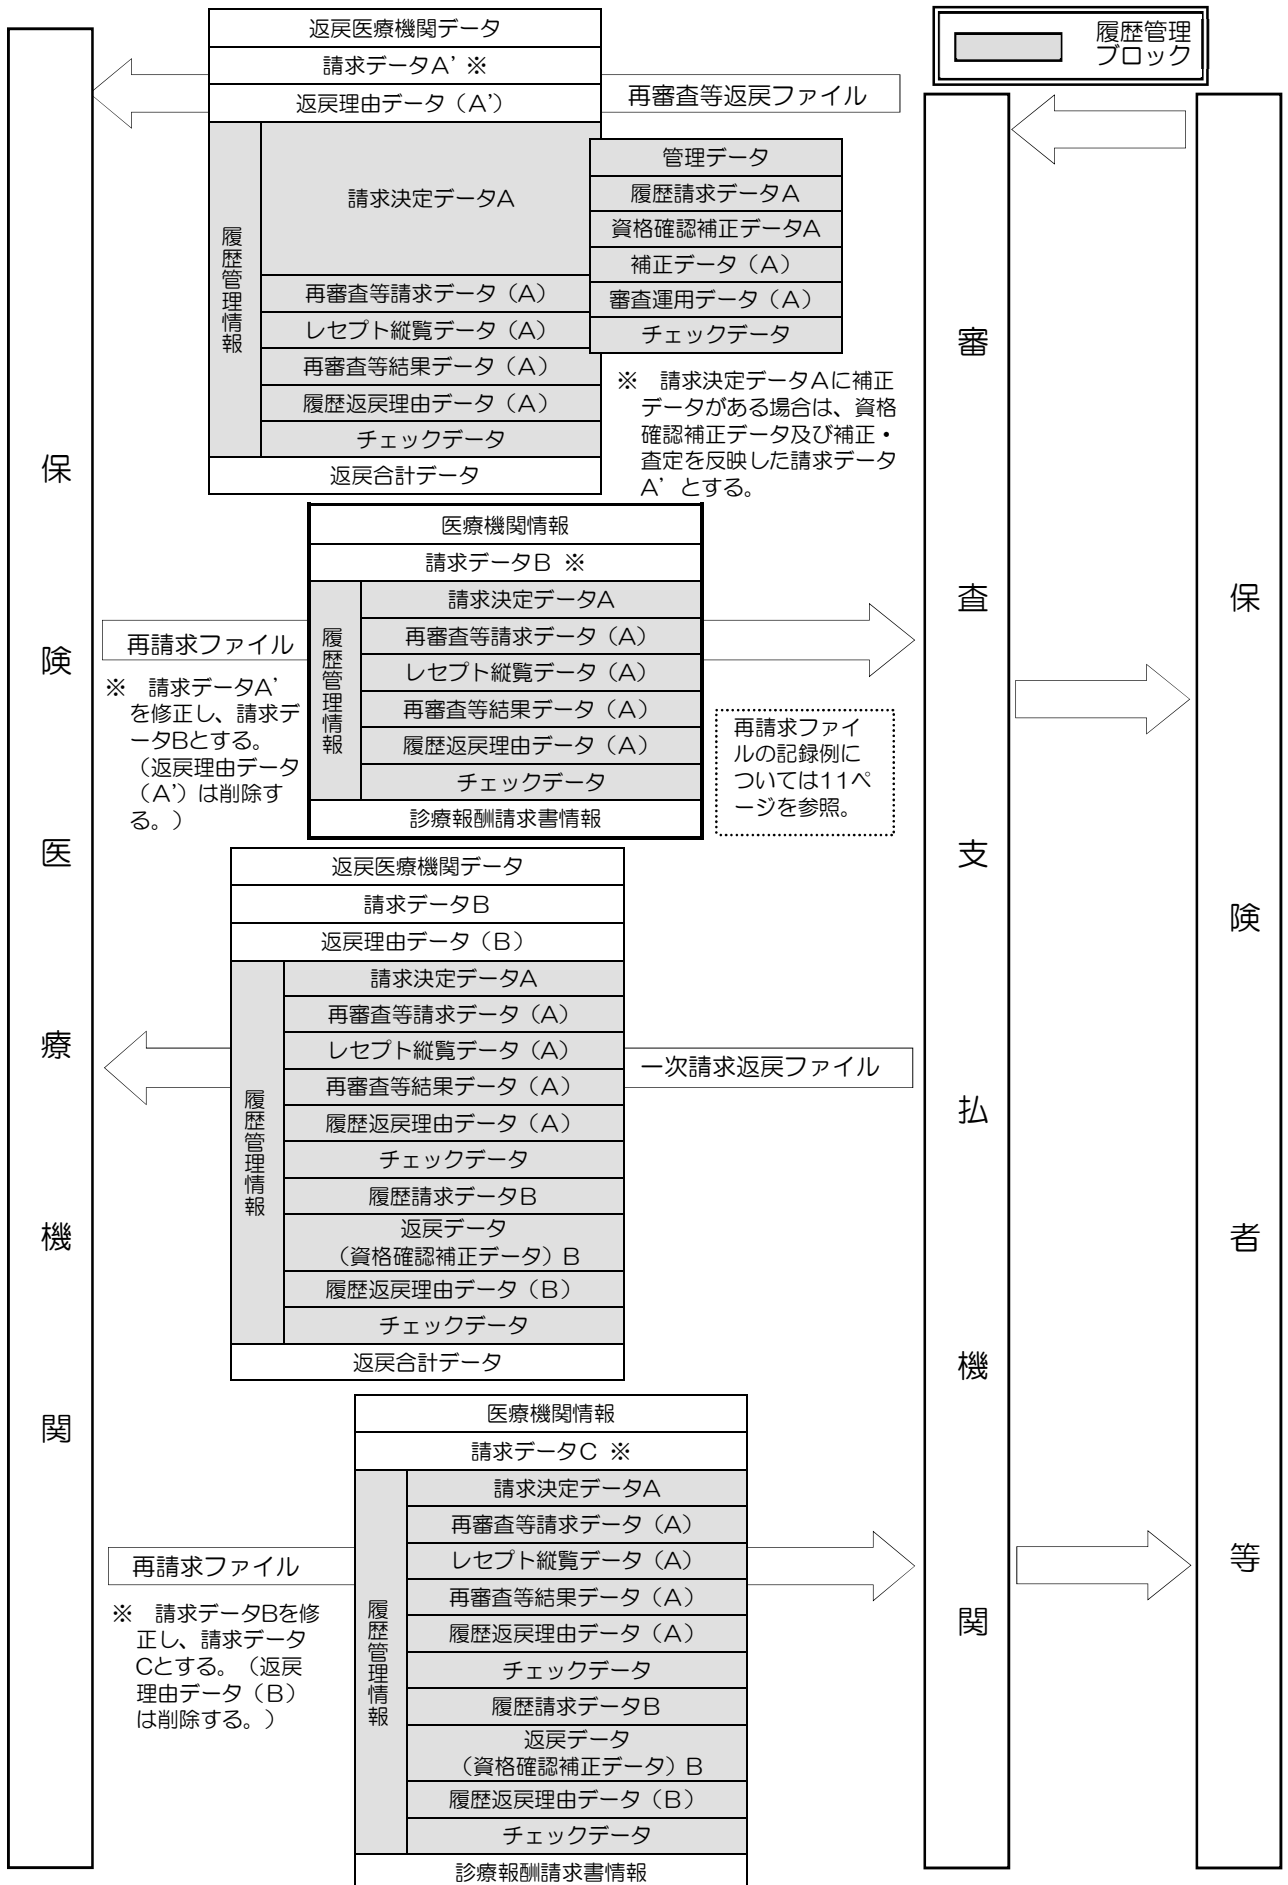 履歴管理
ブロック
保険医療機関
審査支払機関
保険者等
返戻医療機関データ
請求データA’ ※
返戻理由データ（A’）
再審査等返戻ファイル
履歴管理情報
請求決定データA
管理データ
履歴請求データA
資格確認補正データA
補正データ（A）
審査運用データ（A）
チェックデータ
再審査等請求データ（A）
レセプト縦覧データ（A）
再審査等結果データ（A）
履歴返戻理由データ（A）
チェックデータ
返戻合計データ
※　請求決定データAに補正
データがある場合は、資格
確認補正データ及び補正・
査定を反映した請求データ
A’とする。
医療機関情報
請求データB ※
履歴管理情報
請求決定データA
再審査等請求データ（A）
レセプト縦覧データ（A）
再審査等結果データ（A）
履歴返戻理由データ（A）
チェックデータ
診療報酬請求書情報
再請求ファイル
※　請求データA’
を修正し、請求デ
ータBとする。
（返戻理由データ
（A’）は削除す
る。）
再請求ファイ
ルの記録例に
ついては11ペ
ージを参照。
返戻医療機関データ
請求データB
返戻理由データ（B）
履歴管理情報
請求決定データA
再審査等請求データ（A）
レセプト縦覧データ（A）
再審査等結果データ（A）
履歴返戻理由データ（A）
チェックデータ
履歴請求データB
返戻データ
（資格確認補正データ）B
履歴返戻理由データ（B）
チェックデータ
返戻合計データ
一次請求返戻ファイル
医療機関情報
請求データC ※
履歴管理情報
請求決定データA
再審査等請求データ（A）
レセプト縦覧データ（A）
再審査等結果データ（A）
履歴返戻理由データ（A）
チェックデータ
履歴請求データB
返戻データ
（資格確認補正データ）B
履歴返戻理由データ（B）
チェックデータ
診療報酬請求書情報
再請求ファイル
※　請求データBを修
正し、請求データ
Cとする。（返戻
理由データ（B）
は削除する。）